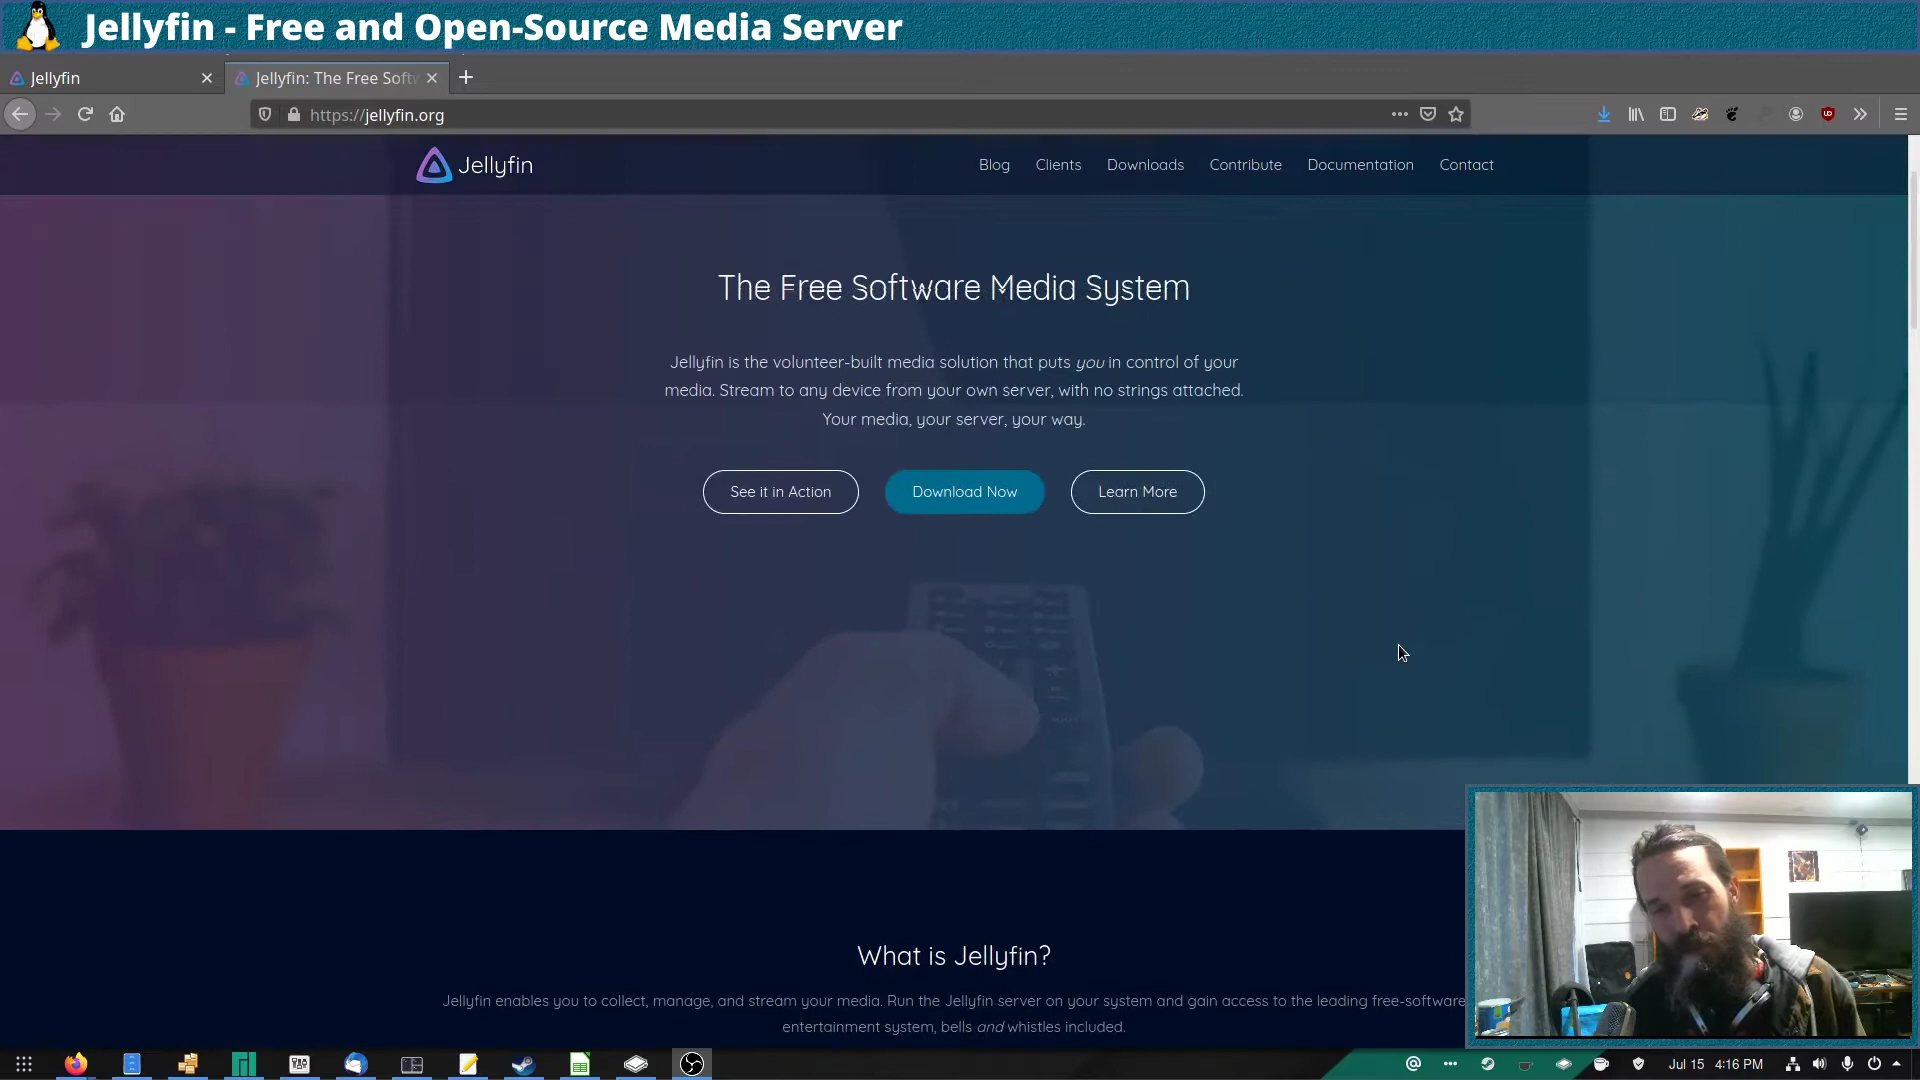 Jellyfin - Free and Open-Source Media Server
Jellyfin
Jellyfin: The Free Softw
https://jellyfin.org
Jellyfin
Blog Clients Downloads Contribute Documentation Contact
The Free Software Media System
Jellyfin is the volunteer-built media solution that puts you in control of your
media. Stream to any device from your own server, with no strings attached.
Your media, your server, your way.
See it in Action Download Now Learn More
What is Jellyfin?
Jellyfin enables you to collect, manage, and stream your media. Run the Jellyfin server on your system and gain access to the leading free-software
entertainment system, bells and whistles included.
Jul 15 4:16 PM